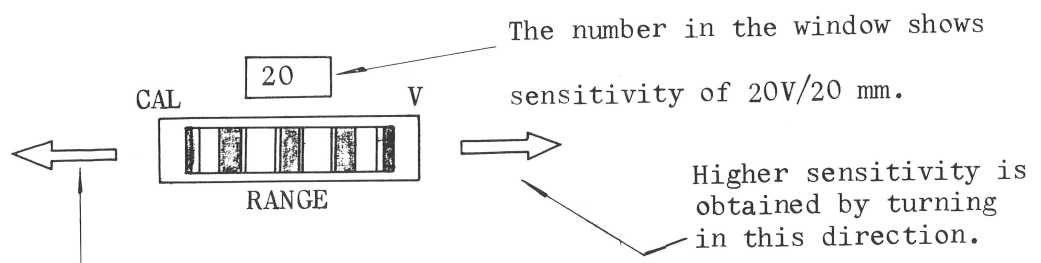 The number in the window shows
20
sensitivity of 20V/20 mm.
CAL
V
RANGE
Higher sensitivity is
obtained by turning
in this direction.